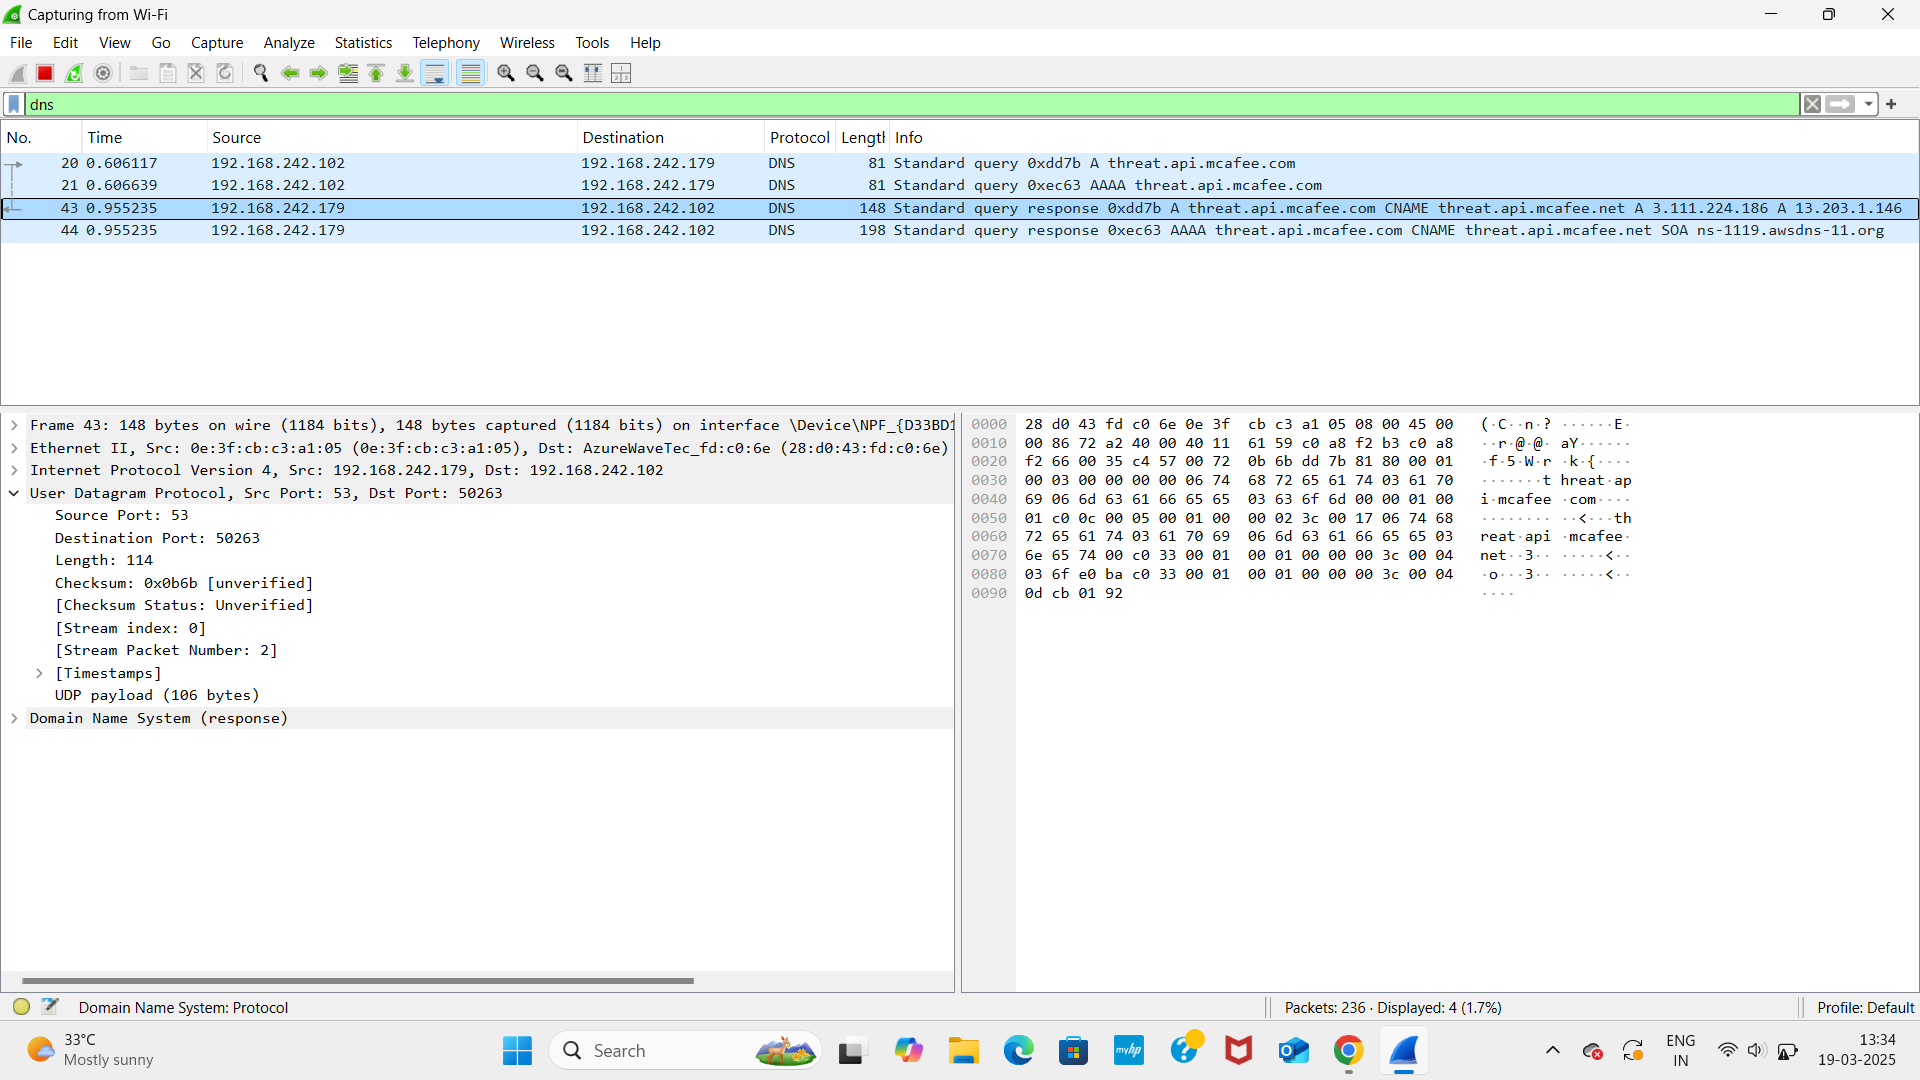 Capturing from Wi-Fi
File Edit View Go Capture Analyze Statistics Telephony Wireless Tools Help
dns
No. Time Source Destination Protocol Length Info
20 0.606117 192.168.242.102 192.168.242.179 DNS 81 Standard query 0xdd7b A threat.api.mcafee.com
21 0.606639 192.168.242.102 192.168.242.179 DNS 81 Standard query 0xec63 AAAA threat.api.mcafee.com
43 0.955235 192.168.242.179 192.168.242.102 DNS 148 Standard query response 0xdd7b A threat.api.mcafee.com CNAME threat.api.mcafee.net A 3.111.224.186 A 13.203.1.146
44 0.955235 192.168.242.179 192.168.242.102 DNS 198 Standard query response 0xec63 AAAA threat.api.mcafee.com CNAME threat.api.mcafee.net SOA ns-1119.awsdns-11.org
Frame 43: 148 bytes on wire (1184 bits), 148 bytes captured (1184 bits) on interface \Device\NPF_{D33BD1
Ethernet II, Src: 0e:3f:cb:c3:a1:05 (0e:3f:cb:c3:a1:05), Dst: AzureWaveTec_fd:c0:6e (28:d0:43:fd:c0:6e)
Internet Protocol Version 4, Src: 192.168.242.179, Dst: 192.168.242.102
User Datagram Protocol, Src Port: 53, Dst Port: 50263
Source Port: 53
Destination Port: 50263
Length: 114
Checksum: 0x0b6b [unverified]
[Checksum Status: Unverified]
[Stream index: 0]
[Stream Packet Number: 2]
[Timestamps]
UDP payload (106 bytes)
Domain Name System (response)
0000 28 d0 43 fd c0 6e 0e 3f cb c3 a1 05 08 00 45 00 (·C··n·? ······E·
0010 00 86 72 a2 40 00 40 11 61 59 c0 a8 f2 b3 c0 a8 ··r·@·@· aY······
0020 f2 66 00 35 c4 57 00 72 0b 6b dd 7b 81 80 00 01 ·f·5·W·r ·k·{····
0030 00 03 00 00 00 00 06 74 68 72 65 61 74 03 61 70 ·······t hreat·ap
0040 69 06 6d 63 61 66 65 65 03 63 6f 6d 00 00 01 00 i·mcafee ·com····
0050 01 c0 0c 00 05 00 01 00 00 02 3c 00 17 06 74 68 ········ ··<···th
0060 72 65 61 74 03 61 70 69 06 6d 63 61 66 65 65 03 reat·api ·mcafee·
0070 6e 65 74 00 c0 33 00 01 00 01 00 00 00 3c 00 04 net··3·· ·····<··
0080 03 6f e0 ba c0 33 00 01 00 01 00 00 00 3c 00 04 ·o···3·· ·····<··
0090 0d cb 01 92 ····
Domain Name System: Protocol Packets: 236 · Displayed: 4 (1.7%) Profile: Default
33°C
Mostly sunny
Search
myhp
ENG
IN
13:34
19-03-2025